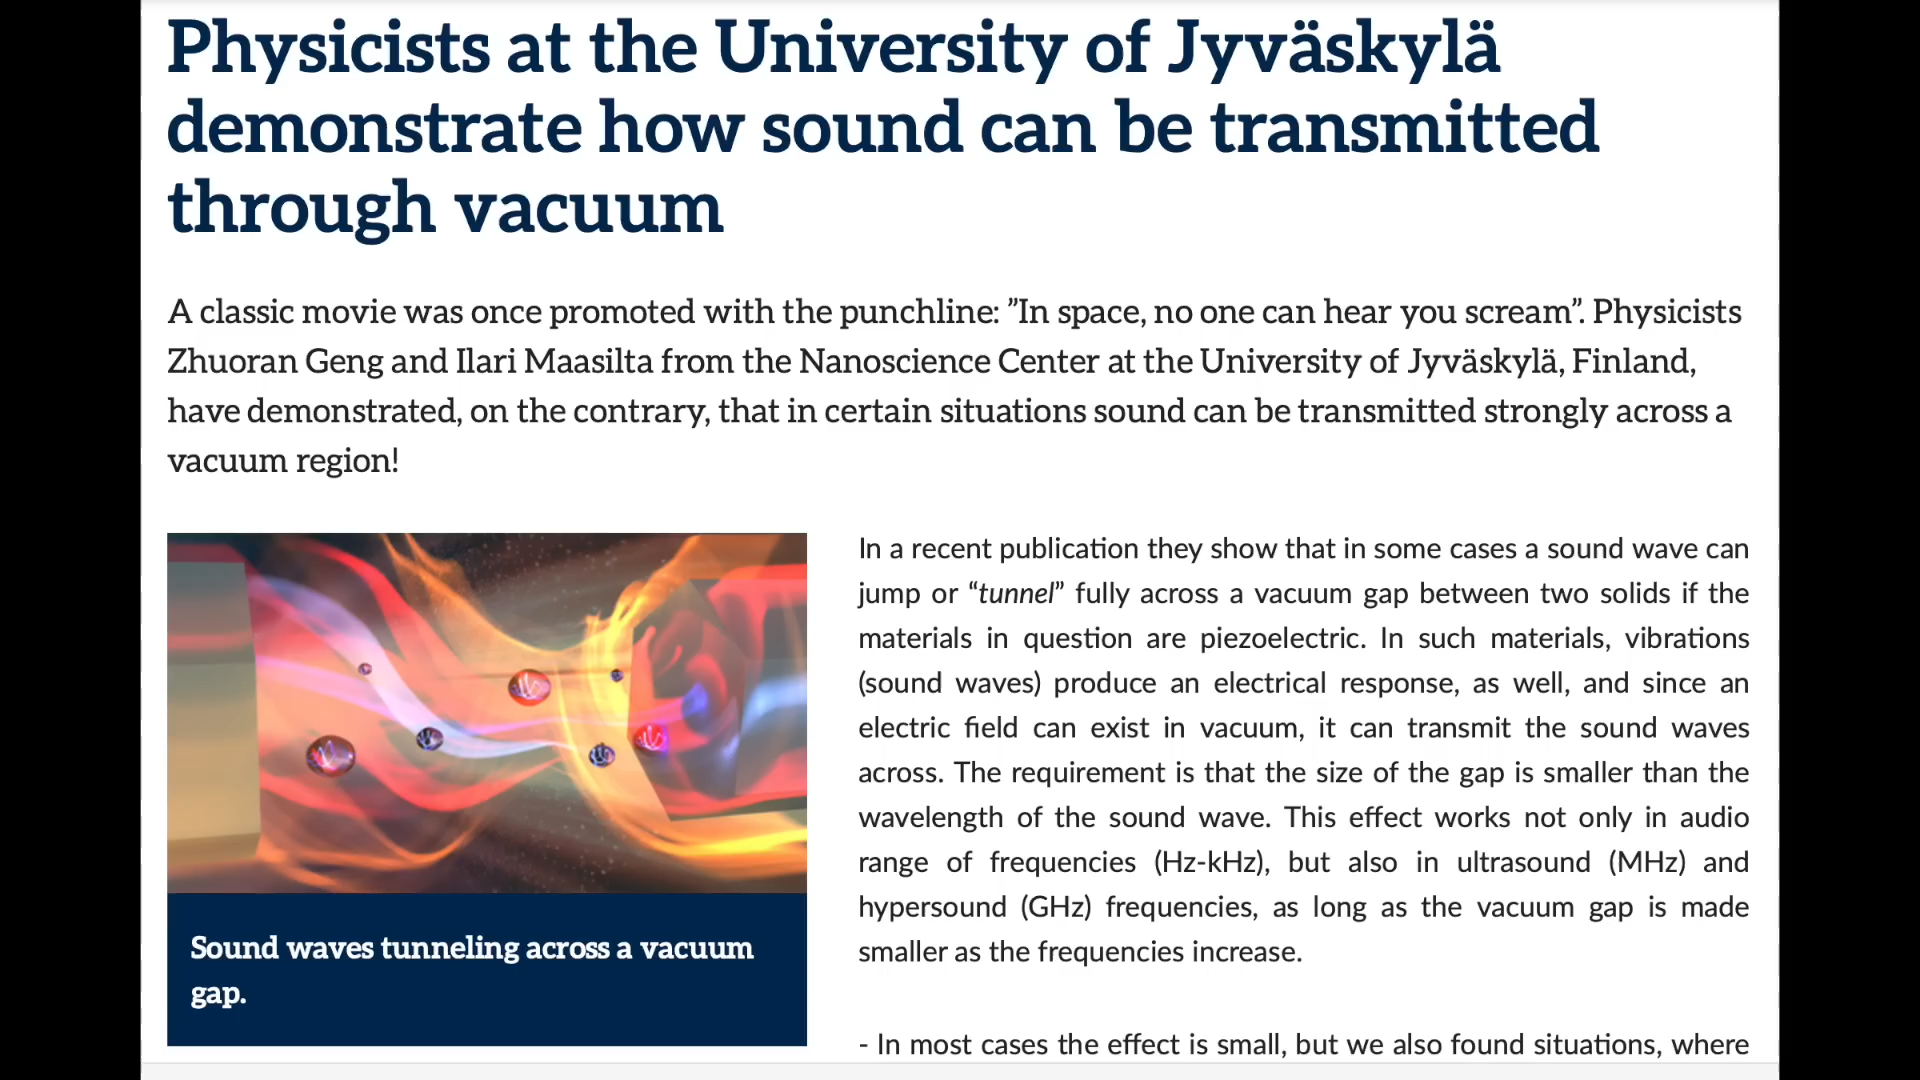 Physicists at the University of Jyväskylä
demonstrate how sound can be transmitted
through vacuum
A classic movie was once promoted with the punchline: ”In space, no one can hear you scream”. Physicists
Zhuoran Geng and Ilari Maasilta from the Nanoscience Center at the University of Jyväskylä, Finland,
have demonstrated, on the contrary, that in certain situations sound can be transmitted strongly across a
vacuum region!
Sound waves tunneling across a vacuum
gap.
In a recent publication they show that in some cases a sound wave can
jump or “tunnel” fully across a vacuum gap between two solids if the
materials in question are piezoelectric. In such materials, vibrations
(sound waves) produce an electrical response, as well, and since an
electric field can exist in vacuum, it can transmit the sound waves
across. The requirement is that the size of the gap is smaller than the
wavelength of the sound wave. This effect works not only in audio
range of frequencies (Hz-kHz), but also in ultrasound (MHz) and
hypersound (GHz) frequencies, as long as the vacuum gap is made
smaller as the frequencies increase.
- In most cases the effect is small, but we also found situations, where